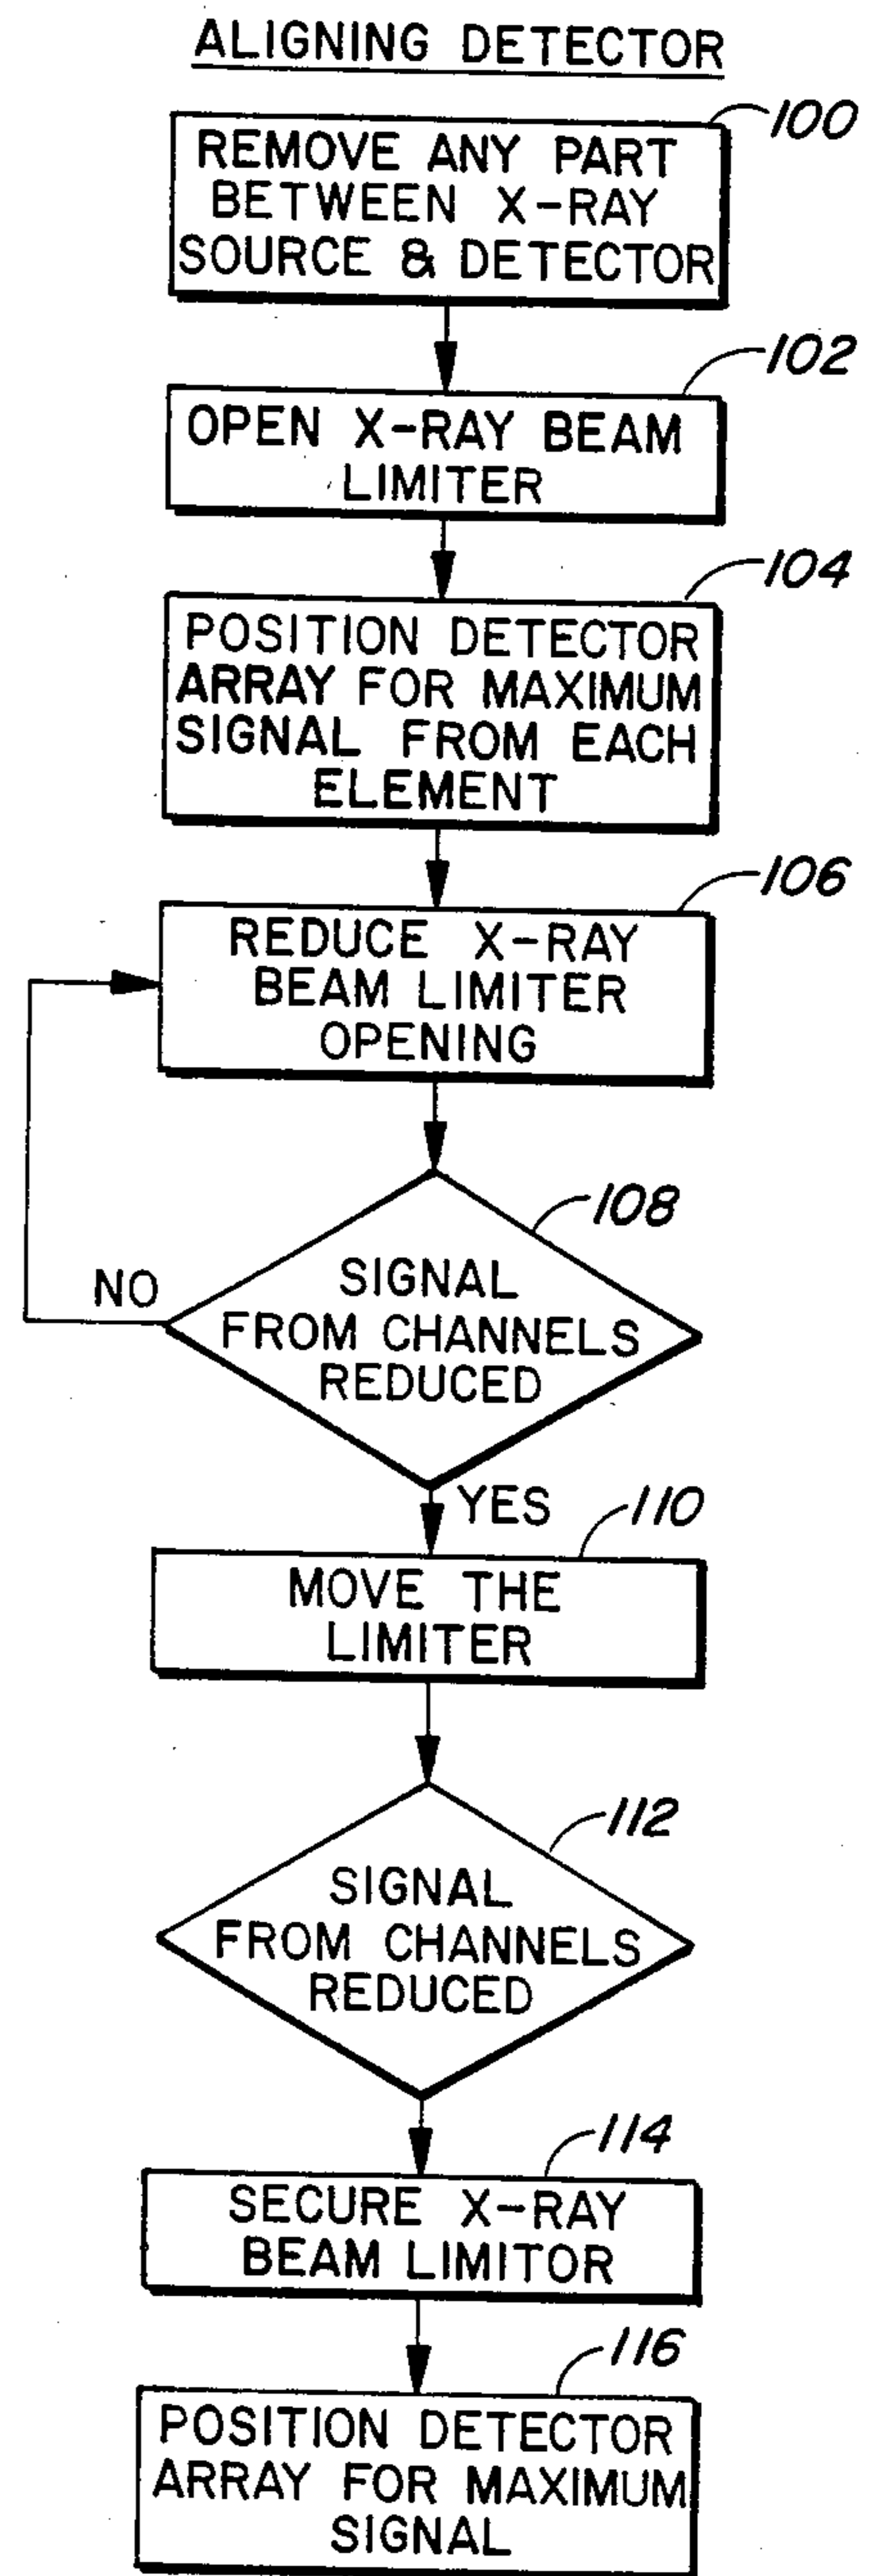 ALIGNING DETECTOR
100
REMOVE ANY PART
BETWEEN X-RAY
SOURCE & DETECTOR
102
OPEN X-RAY BEAM
LIMITER
104
POSITION DETECTOR
ARRAY FOR MAXIMUM
SIGNAL FROM EACH
ELEMENT
106
REDUCE X-RAY
BEAM LIMITER
OPENING
108
SIGNAL
FROM CHANNELS
REDUCED
NO
YES
110
MOVE THE
LIMITER
112
SIGNAL
FROM CHANNELS
REDUCED
114
SECURE X-RAY
BEAM LIMITOR
116
POSITION DETECTOR
ARRAY FOR MAXIMUM
SIGNAL